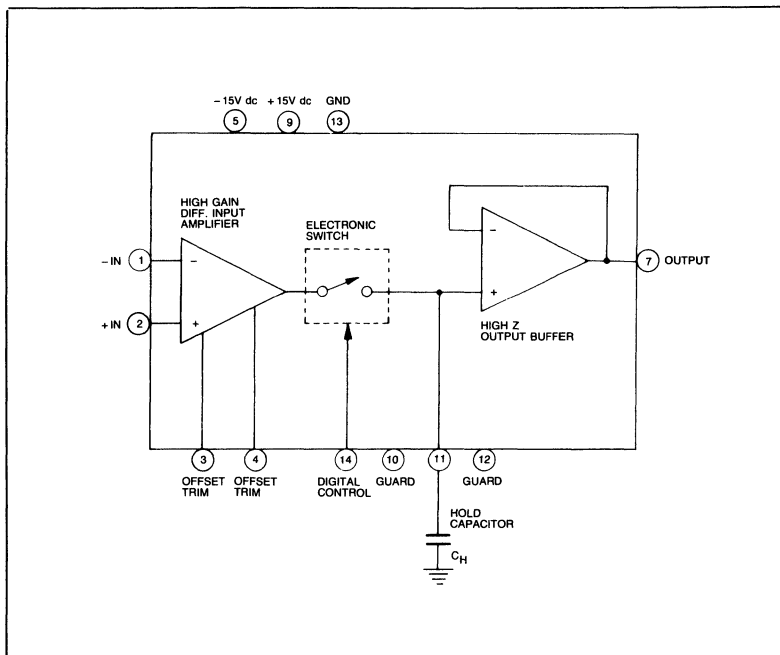 - 15V dc + 15V dc GND
5 9 13
HIGH GAIN
DIFF. INPUT
AMPLIFIER
ELECTRONIC
SWITCH
- IN 1 -
+ IN 2 +
-
+
7 OUTPUT
HIGH Z
OUTPUT BUFFER
3 4 14 10 11 12
OFFSET
TRIM
OFFSET
TRIM
DIGITAL
CONTROL
GUARD
GUARD
HOLD
CAPACITOR
CH